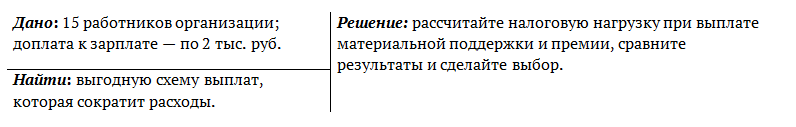 Дано: 15 работников организации;
доплата к зарплате — по 2 тыс. руб.
Найти: выгодную схему выплат,
которая сократит расходы.
Решение: рассчитайте налоговую нагрузку при выплате
материальной поддержки и премии, сравните
результаты и сделайте выбор.